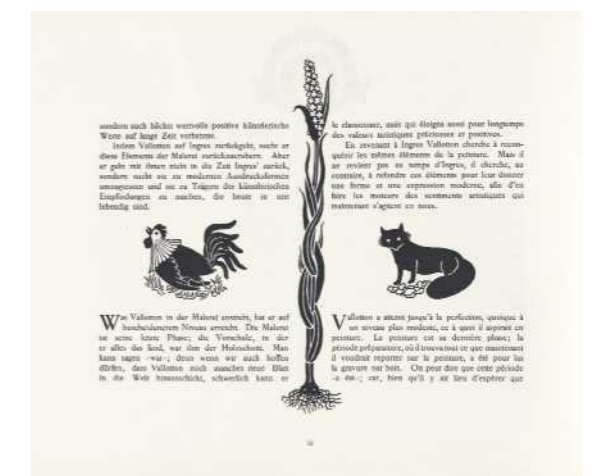 sondern auch höchst wertvolle positive künstlerische
Werte auf lange Zeit verbannte.
Indem Vallotton auf Ingres zurückgeht, sucht er
diese Elemente der Malerei zurückzuerobern. Aber
er geht mit ihnen nicht in die Zeit Ingres' zurück,
sondern sucht sie zu modernen Ausdrucksformen
umzugiessen und sie zu Trägern der künstlerischen
Empfindungen zu machen, die heute in uns
lebendig sind.
Was Vallotton in der Malerei erstrebt, hat er auf
bescheidenerem Niveau erreicht. Die Malerei
ist seine letzte Phase; die Vorschule, in der
er alles das fand, war ihm der Holzschnitt. Man
kann sagen -war-; denn wenn wir auch hoffen
dürfen, dass Vallotton noch manches neue Blatt
in die Welt hinausschickt, schwerlich kann er
le classicisme, mais qui éloigna aussi pour longtemps
des valeurs artistiques précieuses et positives.
En revenant à Ingres Vallotton cherche à recon-
quérir les mêmes éléments de la peinture. Mais il
ne revient pas au temps d'Ingres, il cherche, au
contraire, à refondre ces éléments pour leur donner
une forme et une expression moderne, afin d'en
faire les moteurs des sentiments artistiques qui
maintenant s'agitent en nous.
Vallotton a atteint jusqu'à la perfection, quoique à
un niveau plus modeste, ce à quoi il aspirait en
peinture. La peinture est sa dernière phase; la
période préparatoire, où il trouva tout ce que maintenant
il voudrait reporter sur la peinture, a été pour lui
la gravure sur bois. On peut dire que cette période
-a été-; car, bien qu'il y ait lieu d'espérer que